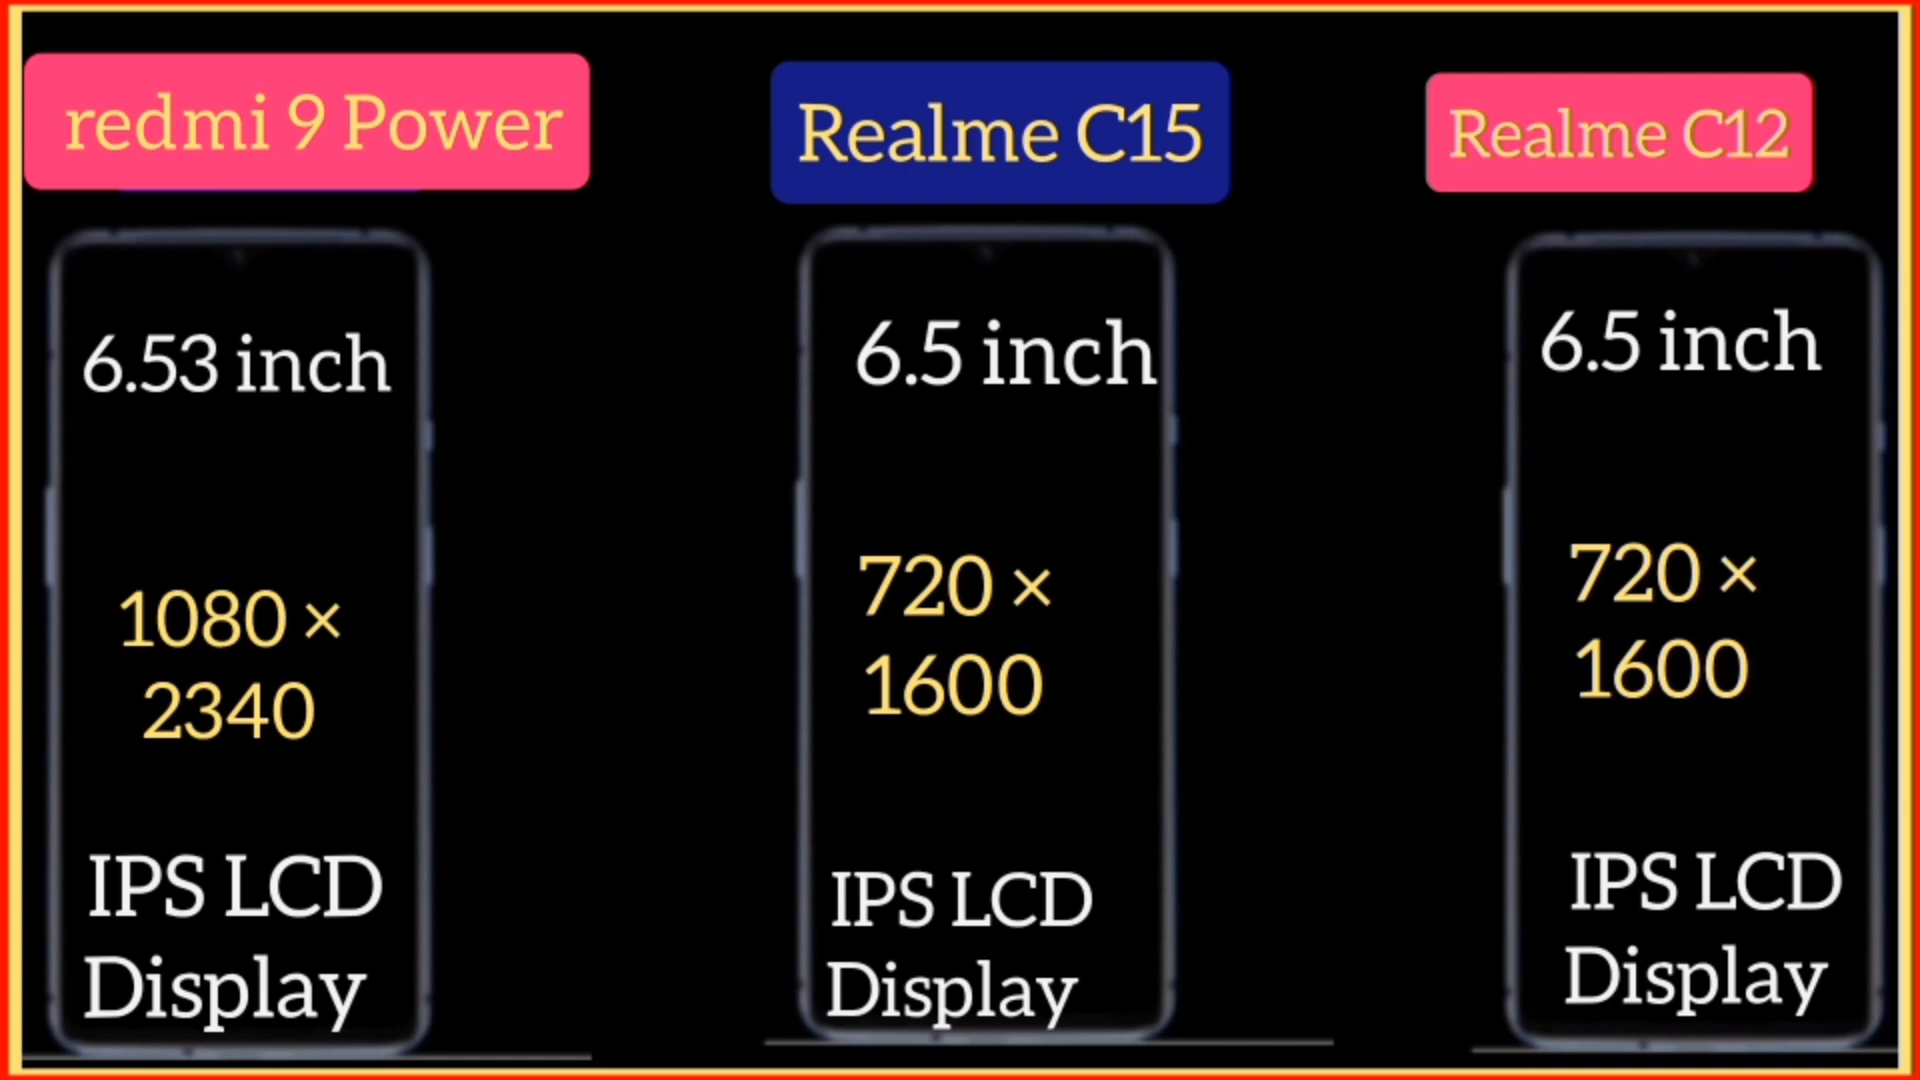 redmi 9 Power
6.53 inch
1080 ×
2340
IPS LCD
Display
Realme C15
6.5 inch
720 ×
1600
IPS LCD
Display
Realme C12
6.5 inch
720 ×
1600
IPS LCD
Display